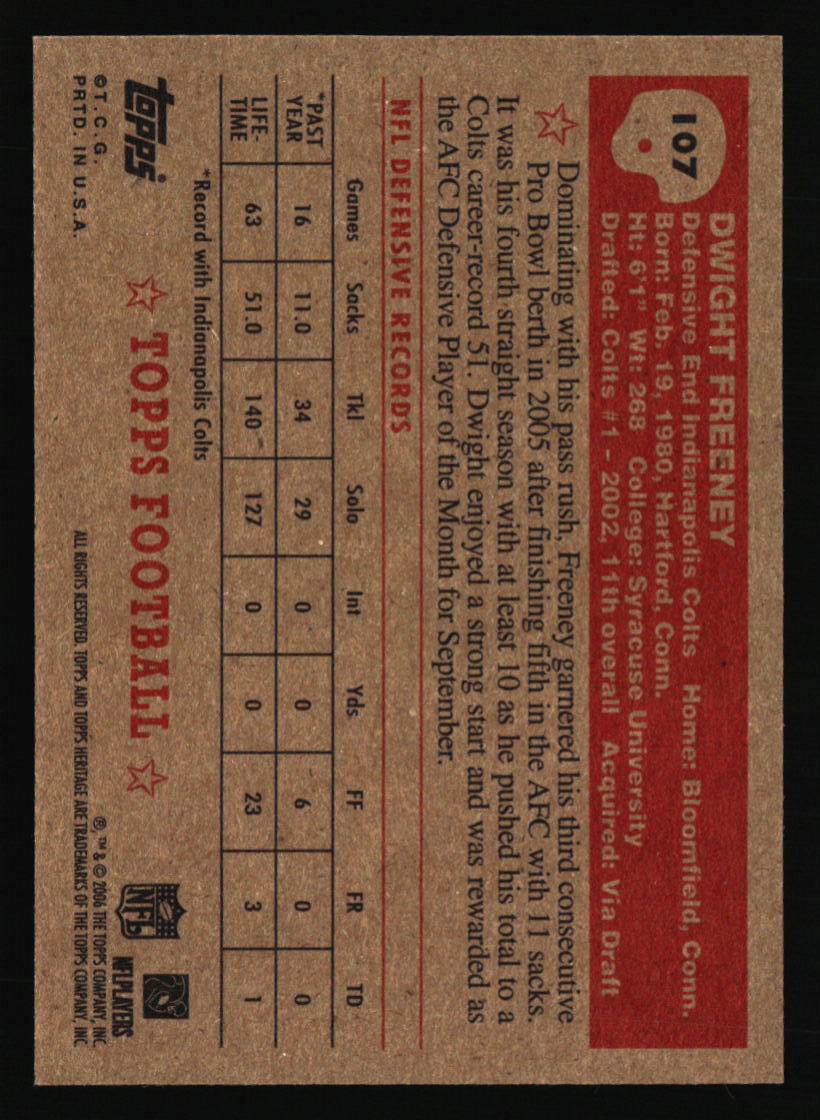 107
DWIGHT FREENEY
Defensive End Indianapolis Colts Home: Bloomfield, Conn.
Born: Feb. 19, 1980, Hartford, Conn.
Ht: 6'1" Wt: 268 College: Syracuse University
Drafted: Colts #1 - 2002, 11th overall Acquired: Via Draft
Dominating with his pass rush, Freeney garnered his third consecutive
Pro Bowl berth in 2005 after finishing fifth in the AFC with 11 sacks.
It was his fourth straight season with at least 10 as he pushed his total to a
Colts career-record 51. Dwight enjoyed a strong start and was rewarded as
the AFC Defensive Player of the Month for September.
NFL DEFENSIVE RECORDS
Games Sacks Tkl Solo Int Yds FF FR TD
*PAST YEAR 16 11.0 34 29 0 0 6 0 0
LIFE-TIME 63 51.0 140 127 0 0 23 3 1
*Record with Indianapolis Colts
topps
TOPPS FOOTBALL
NFL
NFLPLAYERS
©T.C.G.
PRTD. IN U.S.A.
®, ™ & © 2006 THE TOPPS COMPANY, INC.
ALL RIGHTS RESERVED. TOPPS AND TOPPS HERITAGE ARE TRADEMARKS OF THE TOPPS COMPANY, INC.